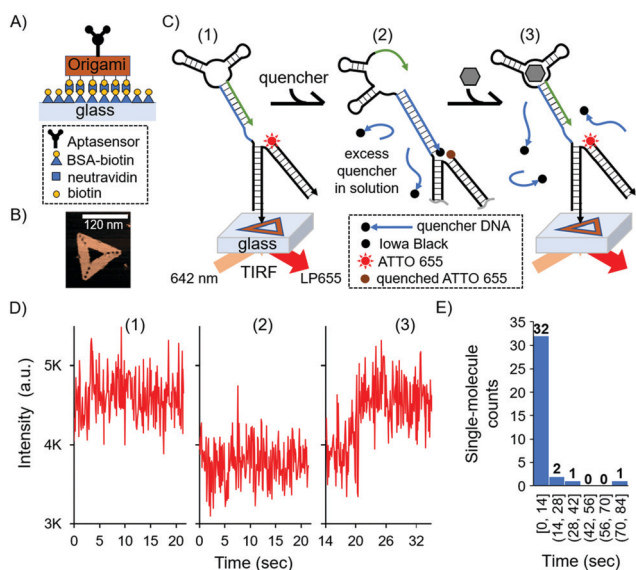 A)
Origami
glass
Aptasensor
BSA-biotin
neutravidin
biotin
B)
120 nm
C)
(1)
(2)
(3)
quencher
excess
quencher
in solution
glass
642 nm
TIRF
LP655
quencher DNA
Iowa Black
ATTO 655
quenched ATTO 655
D)
(1)
(2)
(3)
Intensity (a.u.)
5K
4K
3K
0 5 10 15 20
0 5 10 15 20
14 20 26 32
Time (sec)
Time (sec)
E)
Single-molecule
counts
35
30
25
20
15
10
5
0
32
2
1
0
0
1
[0, 14]
(14, 28]
(28, 42]
(42, 56]
(56, 70]
(70, 84]
Time (sec)